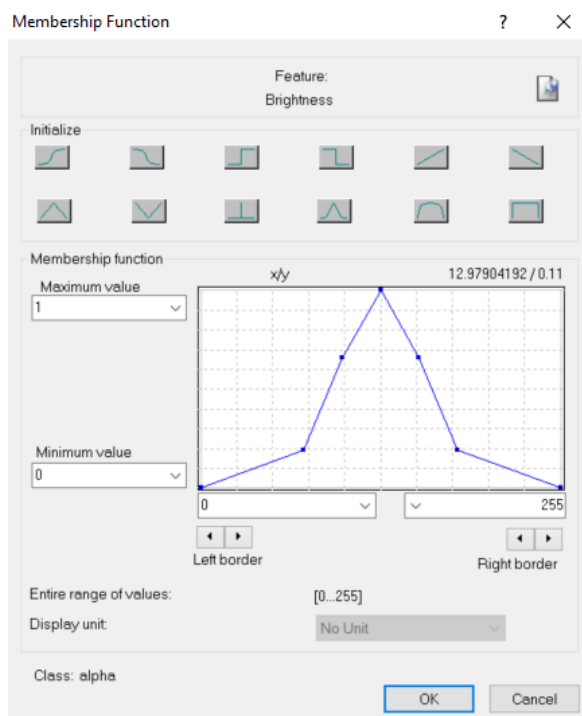 Membership Function
?
Feature:
Brightness
Initialize
Membership function
Maximum value
x/y
12.97904192 / 0.11
1
Minimum value
0
0
255
Left border
Right border
Entire range of values:
[0...255]
Display unit:
No Unit
Class: alpha
OK
Cancel